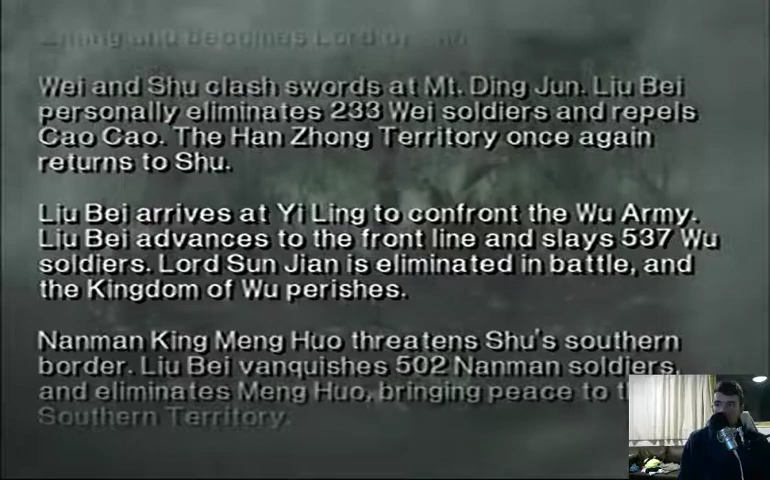 and becomes Lord of
Wei and Shu clash swords at Mt. Ding Jun. Liu Bei
personally eliminates 233 Wei soldiers and repels
Cao Cao. The Han Zhong Territory once again
returns to Shu.
Liu Bei arrives at Yi Ling to confront the Wu Army.
Liu Bei advances to the front line and slays 537 Wu
soldiers. Lord Sun Jian is eliminated in battle, and
the Kingdom of Wu perishes.
Nanman King Meng Huo threatens Shu's southern
border. Liu Bei vanquishes 502 Nanman soldiers,
and eliminates Meng Huo, bringing peace to
Southern Territory.